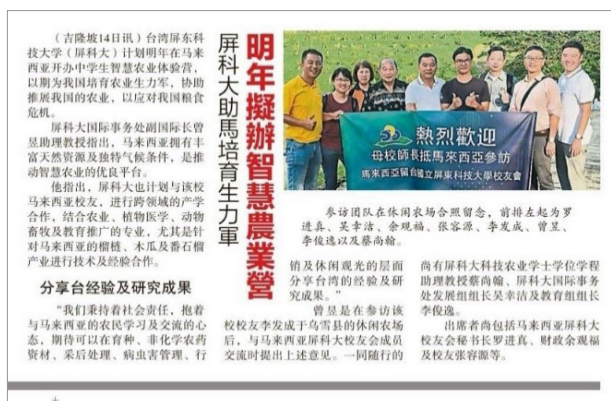 明年擬辦智慧農業營
屏科大助馬培育生力軍
（吉隆坡14日讯）台湾屏东科
技大学（屏科大）计划明年在马来
西亚开办中学生智慧农业体验营，
以期为我国培育农业生力军，协助
推展我国的农业，以应对我国粮食
危机。
屏科大国际事务处副国际长曾
昱助理教授指出，马来西亚拥有丰
富天然资源及独特气候条件，是推
动智慧农业的优良平台。
他指出，屏科大也计划与该校
马来西亚校友，进行跨领域的产学
合作，结合农业、植物医学、动物
畜牧及教育推广的专业，尤其是针
对马来西亚的榴梿、木瓜及番石榴
产业进行技术及经验合作。
分享台经验及研究成果
“我们秉持着社会责任，抱着
与马来西亚的农民学习及交流的心
态，期待可以在育种、非化学农药
资材、采后处理、病虫害管理、行
销及休闲观光的层面
分享台湾的经验及研
究成果。”
曾昱是在参访该
校校友李发成于乌雪县的休闲农场
后，与马来西亚屏科大校友会成员
交流时提出上述意见。一同随行的
尚有屏科大科技农业学士学位学程
助理教授蔡尚翰、屏科大国际事务
处发展组组长吴幸洁及教育组组长
李俊逸。
出席者尚包括马来西亚屏科大
校友会秘书长罗进真、财政余观福
及校友张容源等。
熱烈歡迎
母校師長抵馬來西亞參訪
馬來西亞留台國立屏東科技大學校友會
参访团队在休闲农场合照留念，前排左起为罗
进真、吴幸洁、余观福、张容源、李发成、曾昱、
李俊逸以及蔡尚翰。